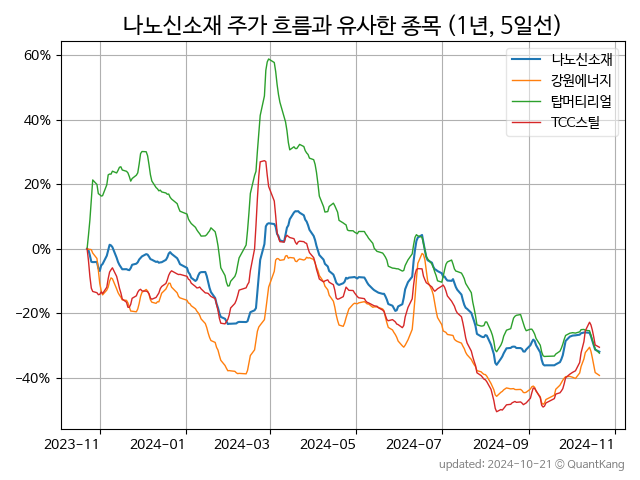 나노신소재 주가 흐름과 유사한 종목 (1년, 5일선)
60%
40%
20%
0%
−20%
−40%
나노신소재
강원에너지
탑머티리얼
TCC스틸
2023-11
2024-01
2024-03
2024-05
2024-07
2024-09
2024-11
updated: 2024-10-21 © QuantKang